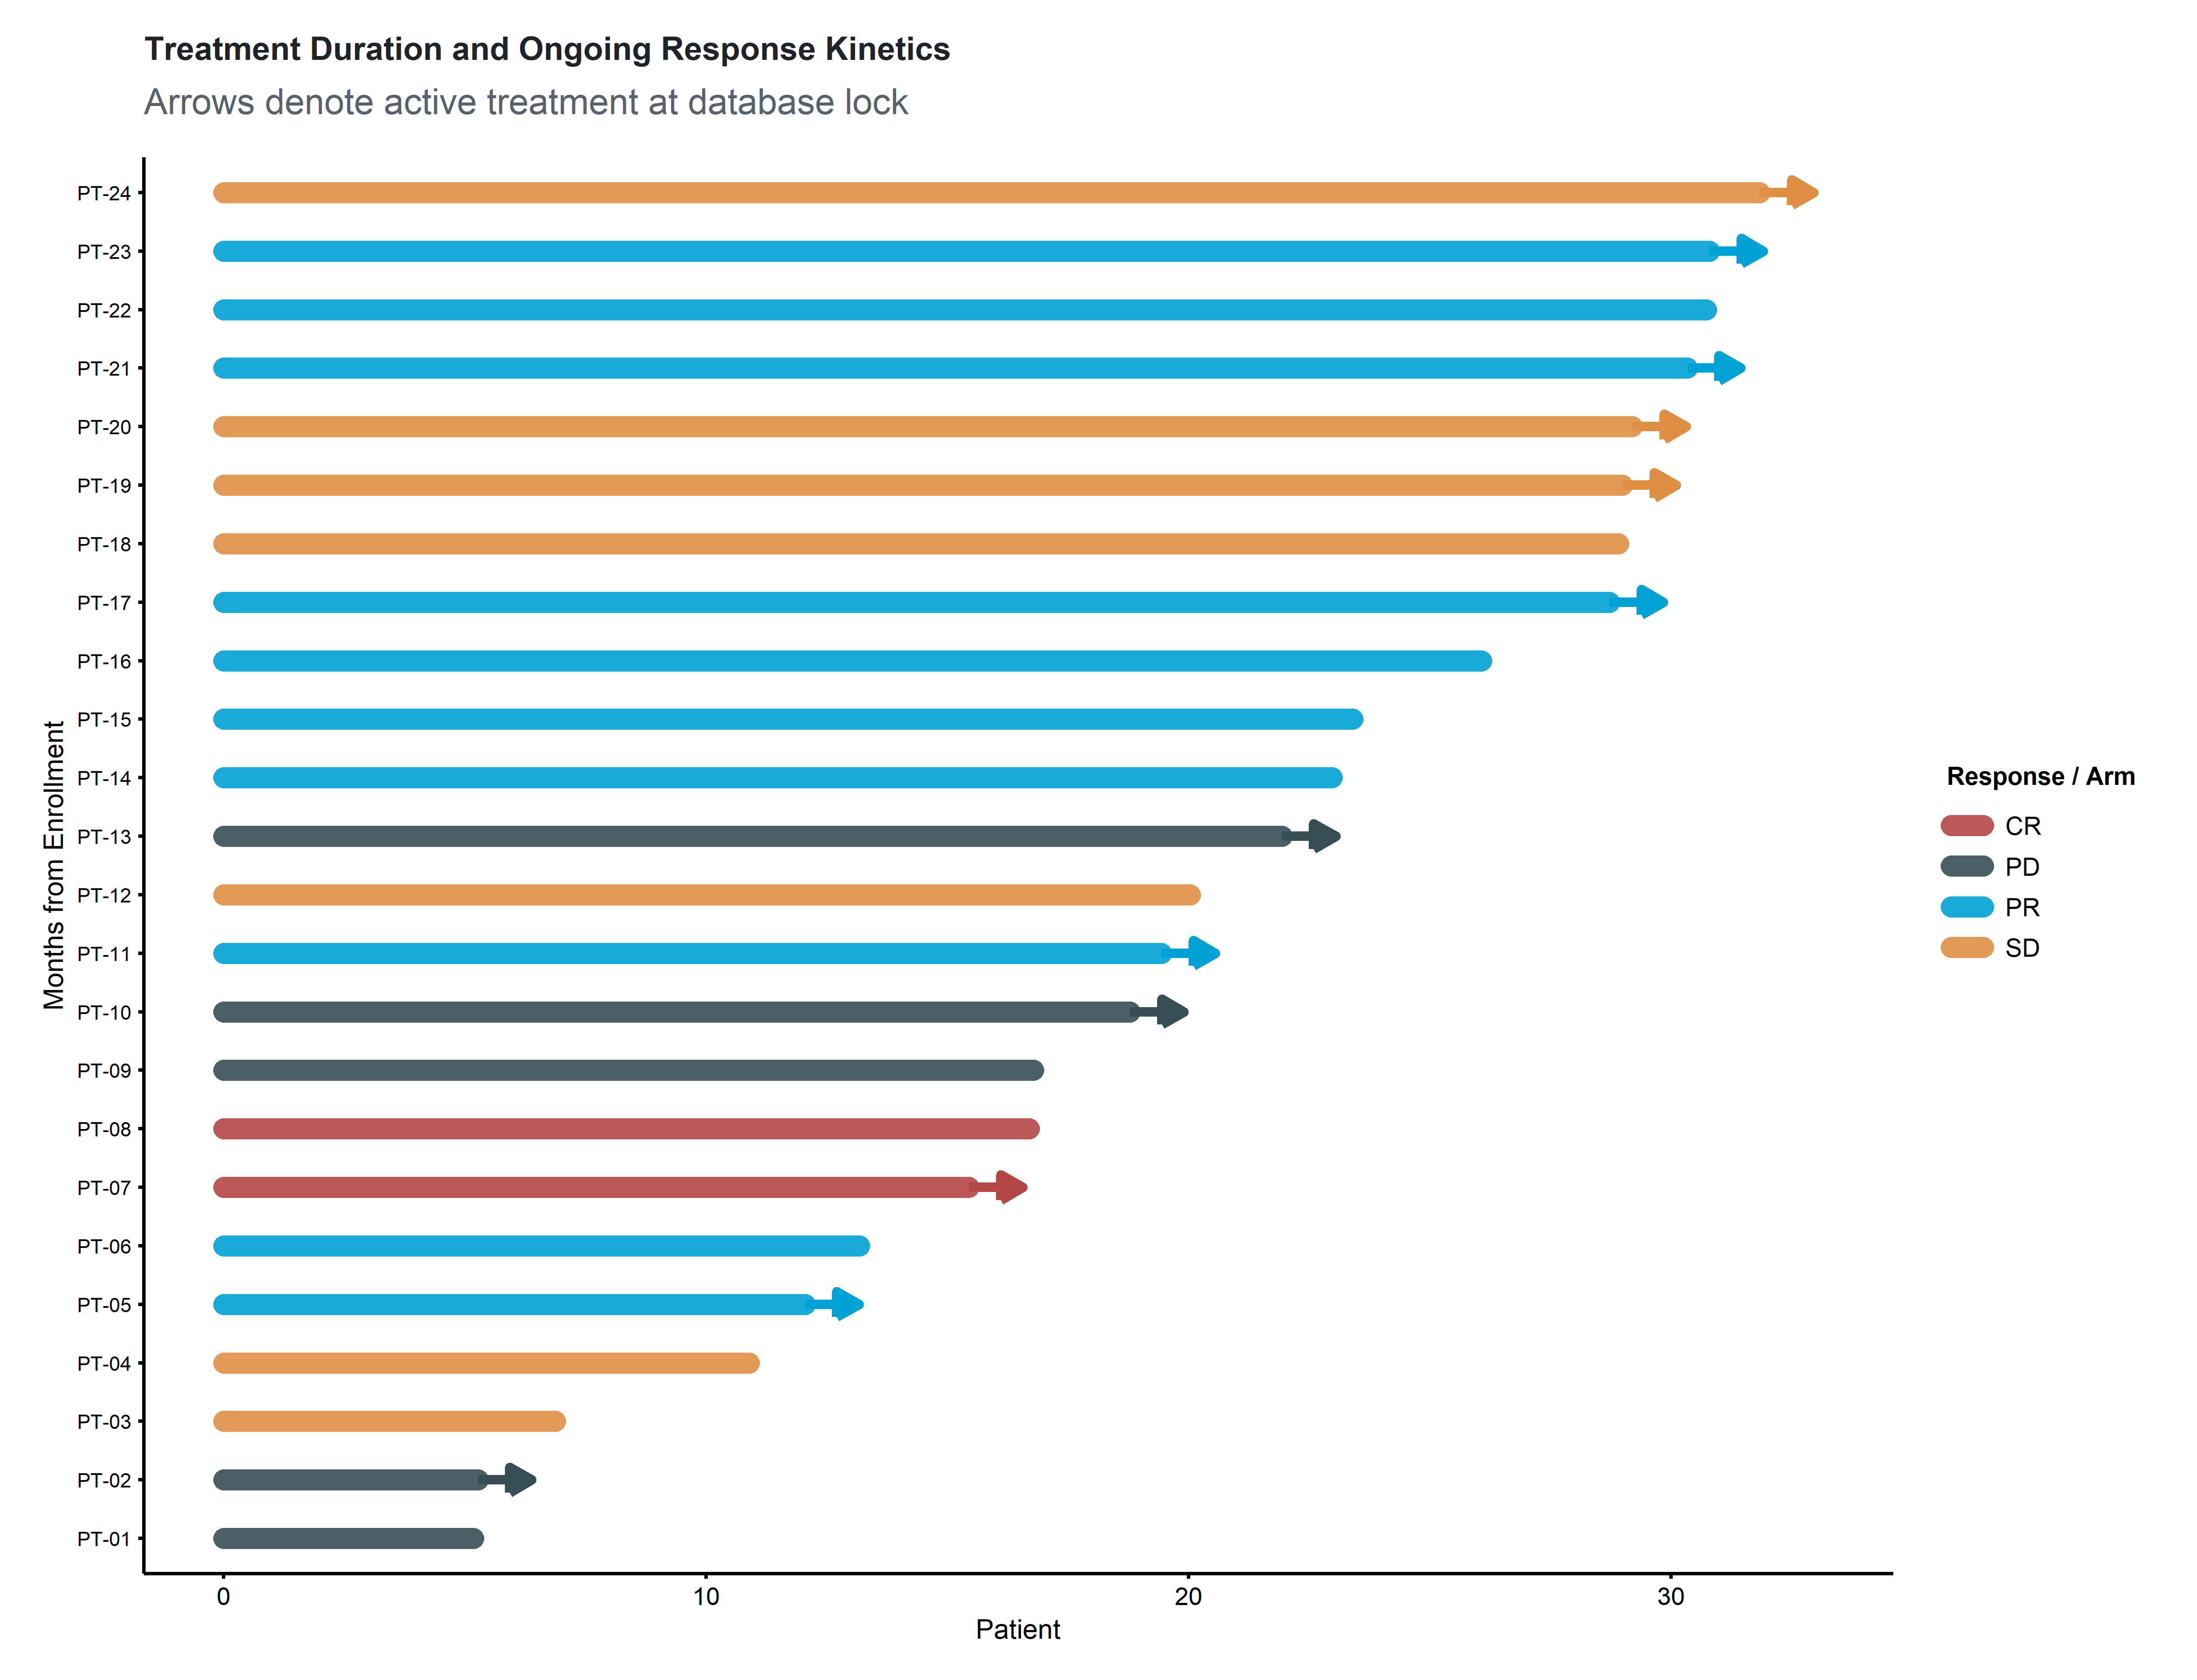 Treatment Duration and Ongoing Response Kinetics
Arrows denote active treatment at database lock
Months from Enrollment
PT-24
PT-23
PT-22
PT-21
PT-20
PT-19
PT-18
PT-17
PT-16
PT-15
PT-14
PT-13
PT-12
PT-11
PT-10
PT-09
PT-08
PT-07
PT-06
PT-05
PT-04
PT-03
PT-02
PT-01
0 10 20 30
Patient
Response / Arm
CR
PD
PR
SD